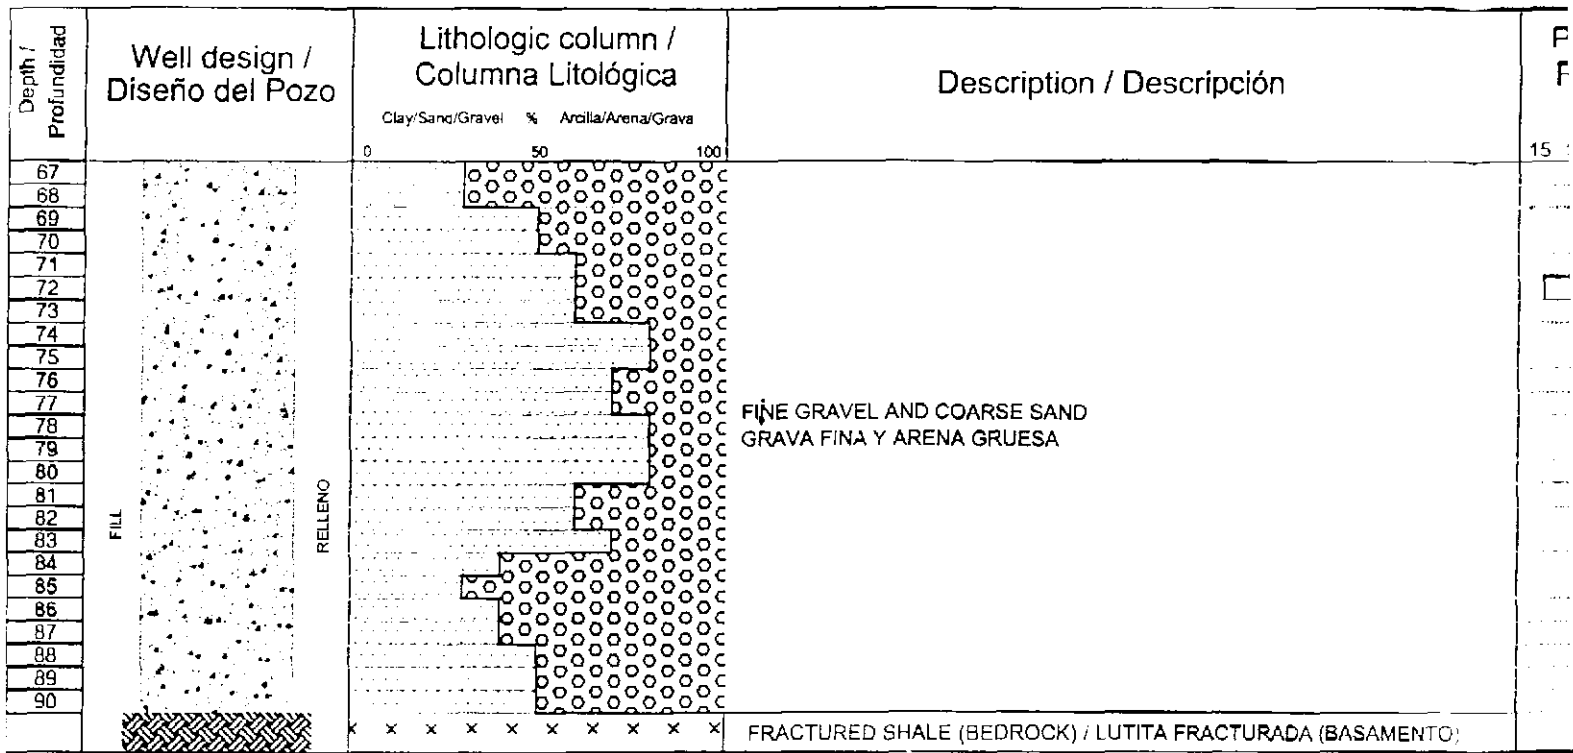 Depth /
Profundidad
Well design /
Diseño del Pozo
Lithologic column /
Columna Litológica
Clay/Sand/Gravel % Arcilla/Arena/Grava
0 50 100
Description / Descripción
15
67
68
69
70
71
72
73
74
75
76
77
78
79
80
81
82
83
84
85
86
87
88
89
90
FILL
RELLENO
FINE GRAVEL AND COARSE SAND
GRAVA FINA Y ARENA GRUESA
FRACTURED SHALE (BEDROCK) / LUTITA FRACTURADA (BASAMENTO)